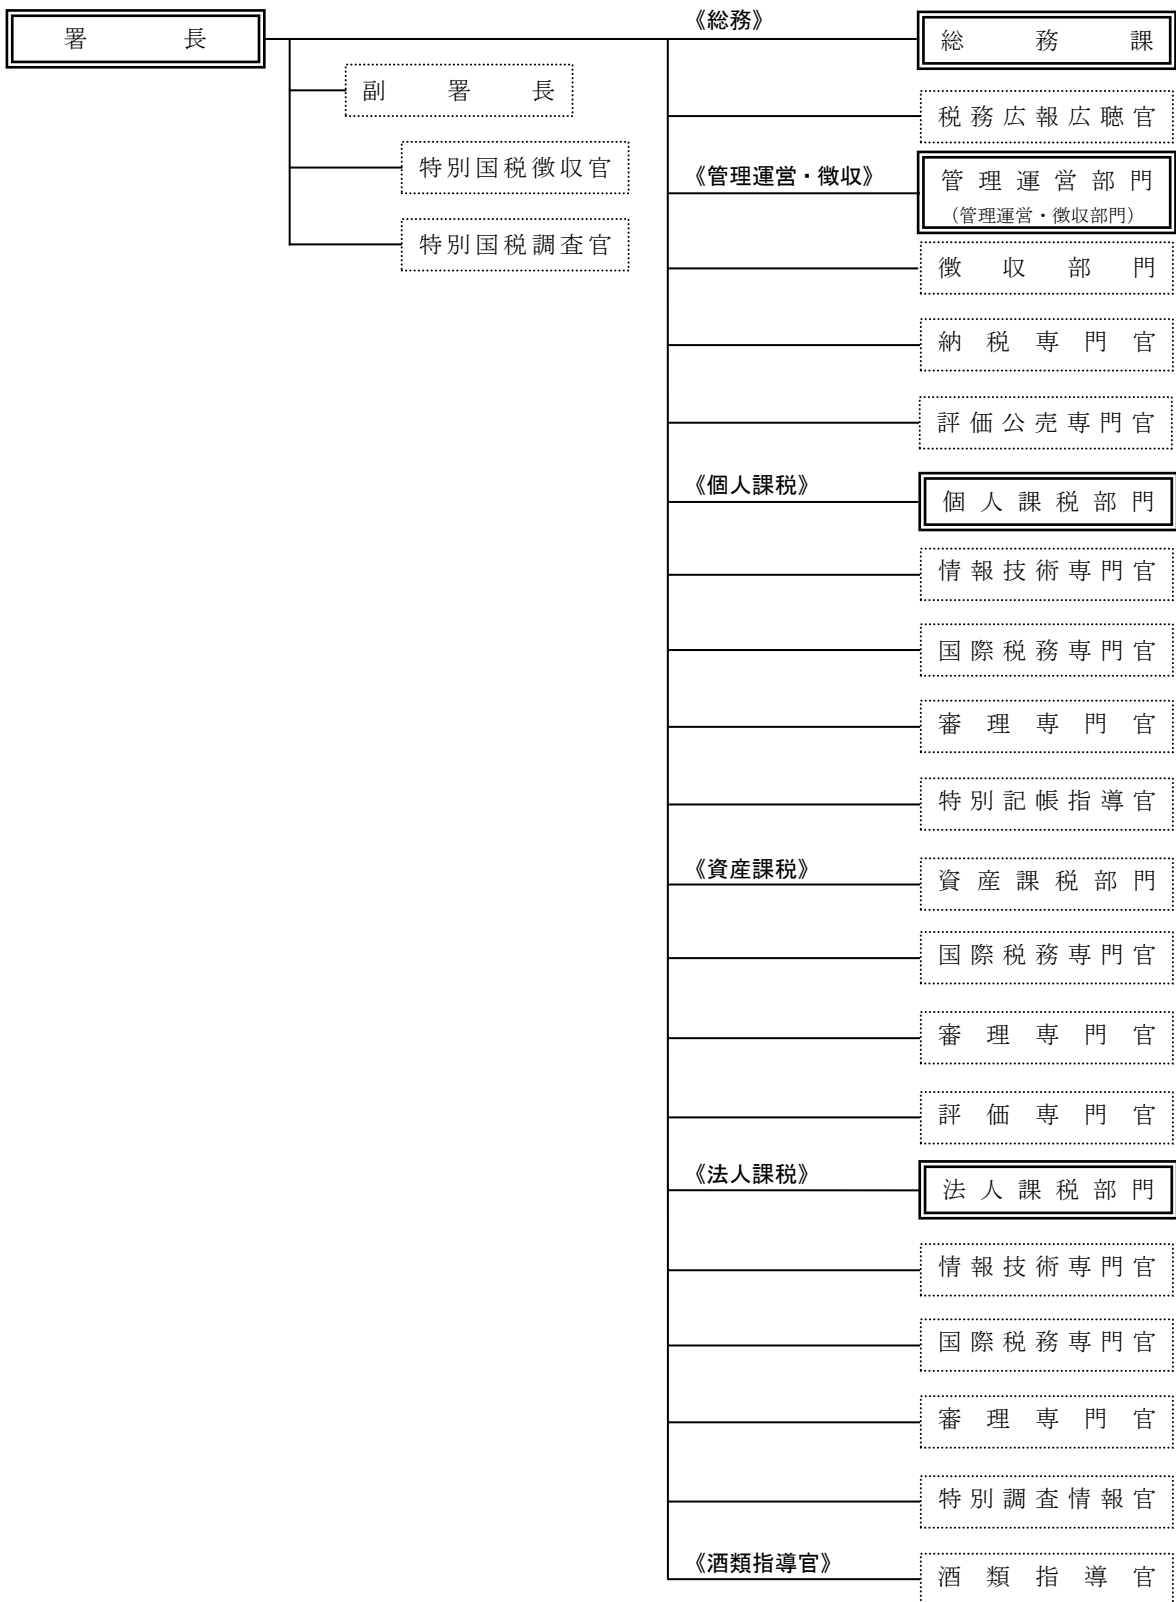 署長
副署長
特別国税徴収官
特別国税調査官
《総務》
総務課
税務広報広聴官
《管理運営・徴収》
管理運営部門
（管理運営・徴収部門）
徴収部門
納税専門官
評価公売専門官
《個人課税》
個人課税部門
情報技術専門官
国際税務専門官
審理専門官
特別記帳指導官
《資産課税》
資産課税部門
国際税務専門官
審理専門官
評価専門官
《法人課税》
法人課税部門
情報技術専門官
国際税務専門官
審理専門官
特別調査情報官
《酒類指導官》
酒類指導官